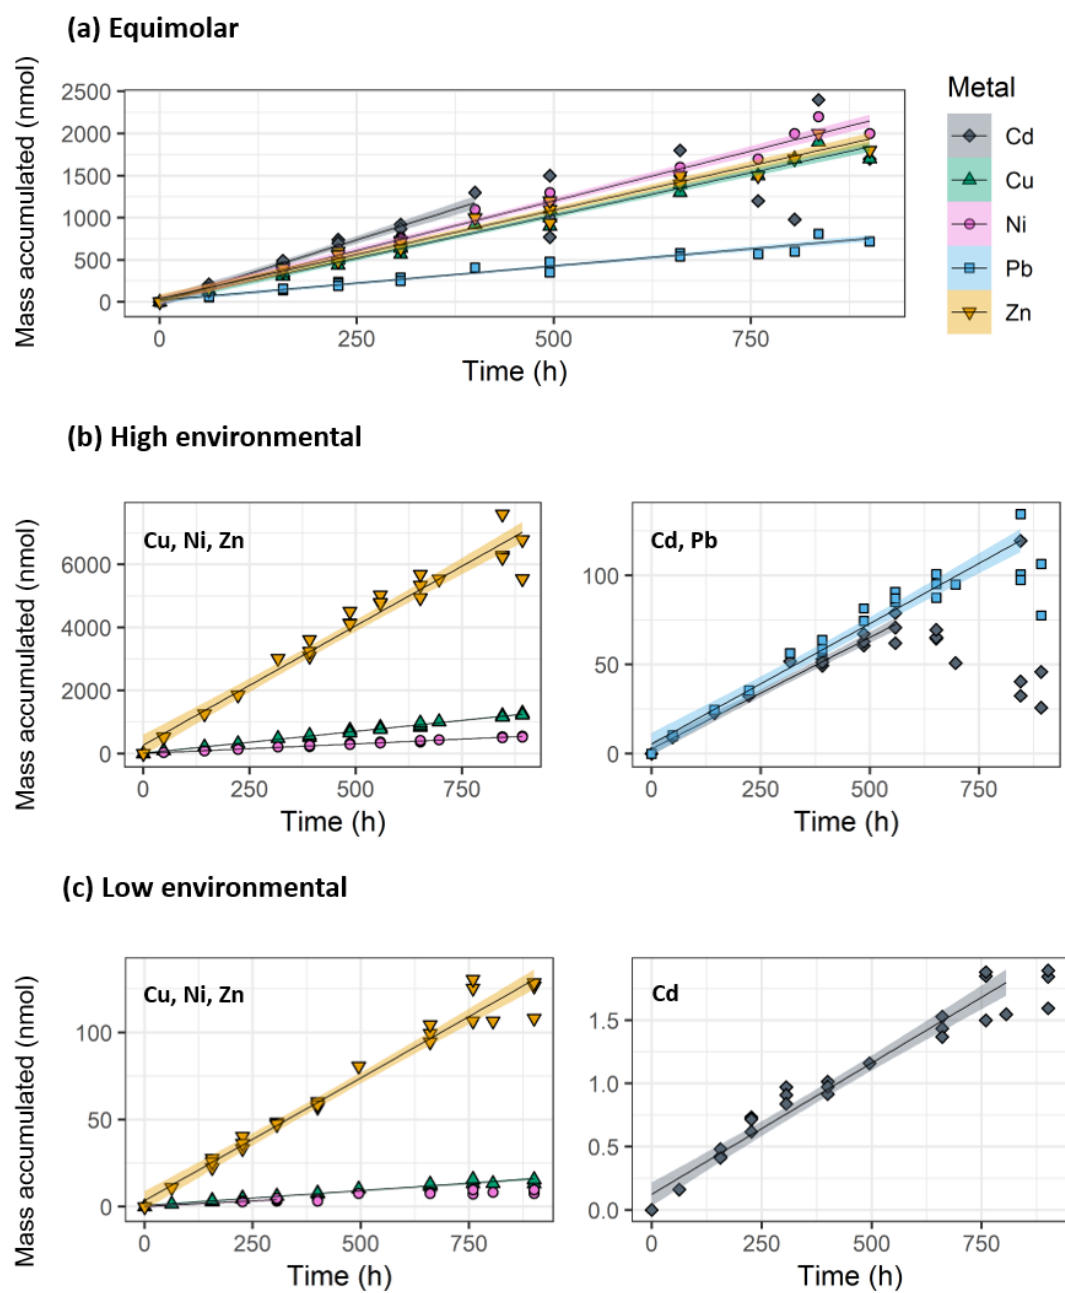 (a) Equimolar
Mass accumulated (nmol)
2500
2000
1500
1000
500
0
0 250 500 750
Time (h)
Metal
Cd
Cu
Ni
Pb
Zn
(b) High environmental
Mass accumulated (nmol)
Cu, Ni, Zn
6000
4000
2000
0
0 250 500 750
Time (h)
Cd, Pb
100
50
0
0 250 500 750
Time (h)
(c) Low environmental
Mass accumulated (nmol)
Cu, Ni, Zn
100
50
0
0 250 500 750
Time (h)
Cd
1.5
1.0
0.5
0.0
0 250 500 750
Time (h)